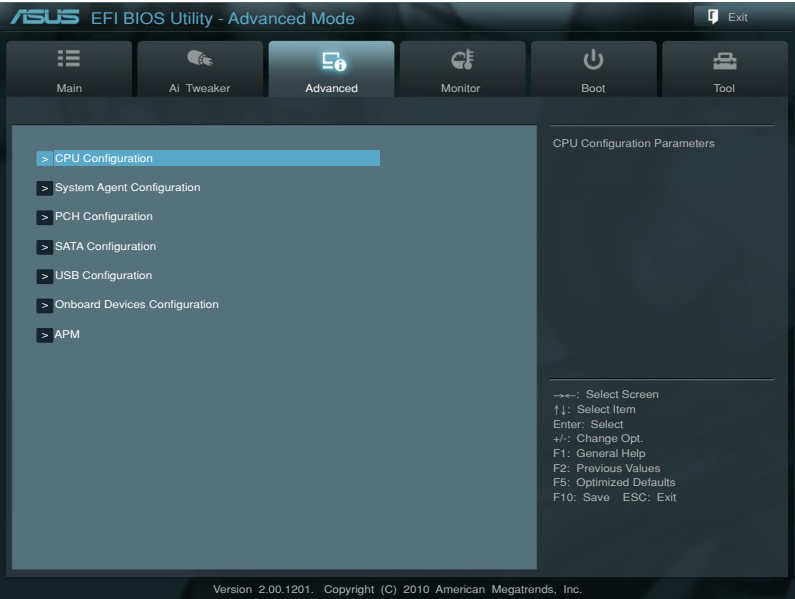 ASUS EFI BIOS Utility - Advanced Mode
Exit
Main Ai Tweaker Advanced Monitor Boot Tool
> CPU Configuration
> System Agent Configuration
> PCH Configuration
> SATA Configuration
> USB Configuration
> Onboard Devices Configuration
> APM
CPU Configuration Parameters
→←: Select Screen
↑↓: Select Item
Enter: Select
+/-: Change Opt.
F1: General Help
F2: Previous Values
F5: Optimized Defaults
F10: Save ESC: Exit
Version 2.00.1201. Copyright (C) 2010 American Megatrends, Inc.